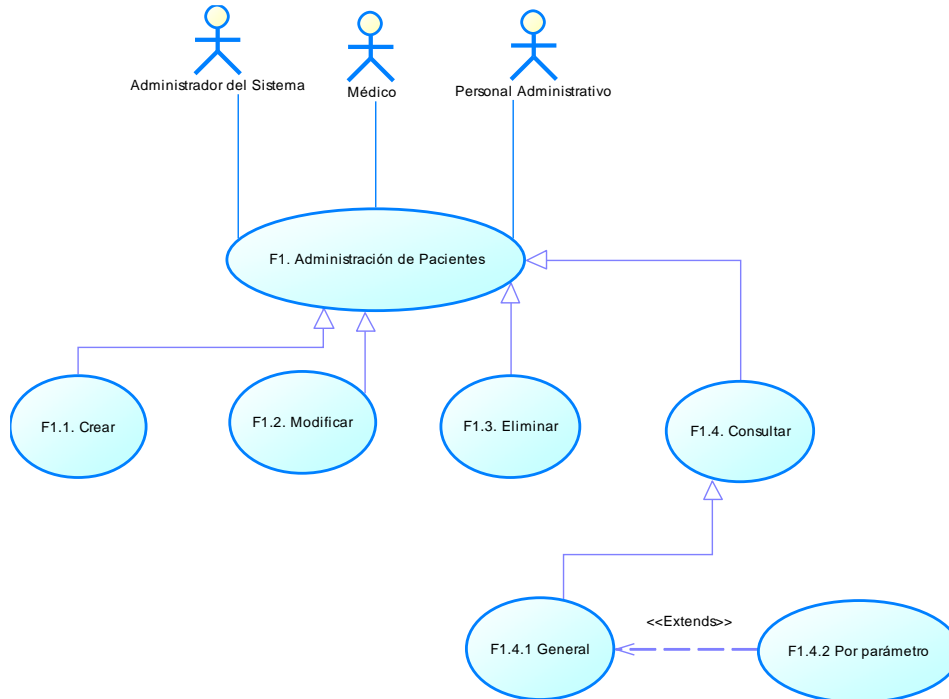 Administrador del Sistema
Médico
Personal Administrativo
F1. Administración de Pacientes
F1.1. Crear
F1.2. Modificar
F1.3. Eliminar
F1.4. Consultar
<<Extends>>
F1.4.1 General
F1.4.2 Por parámetro